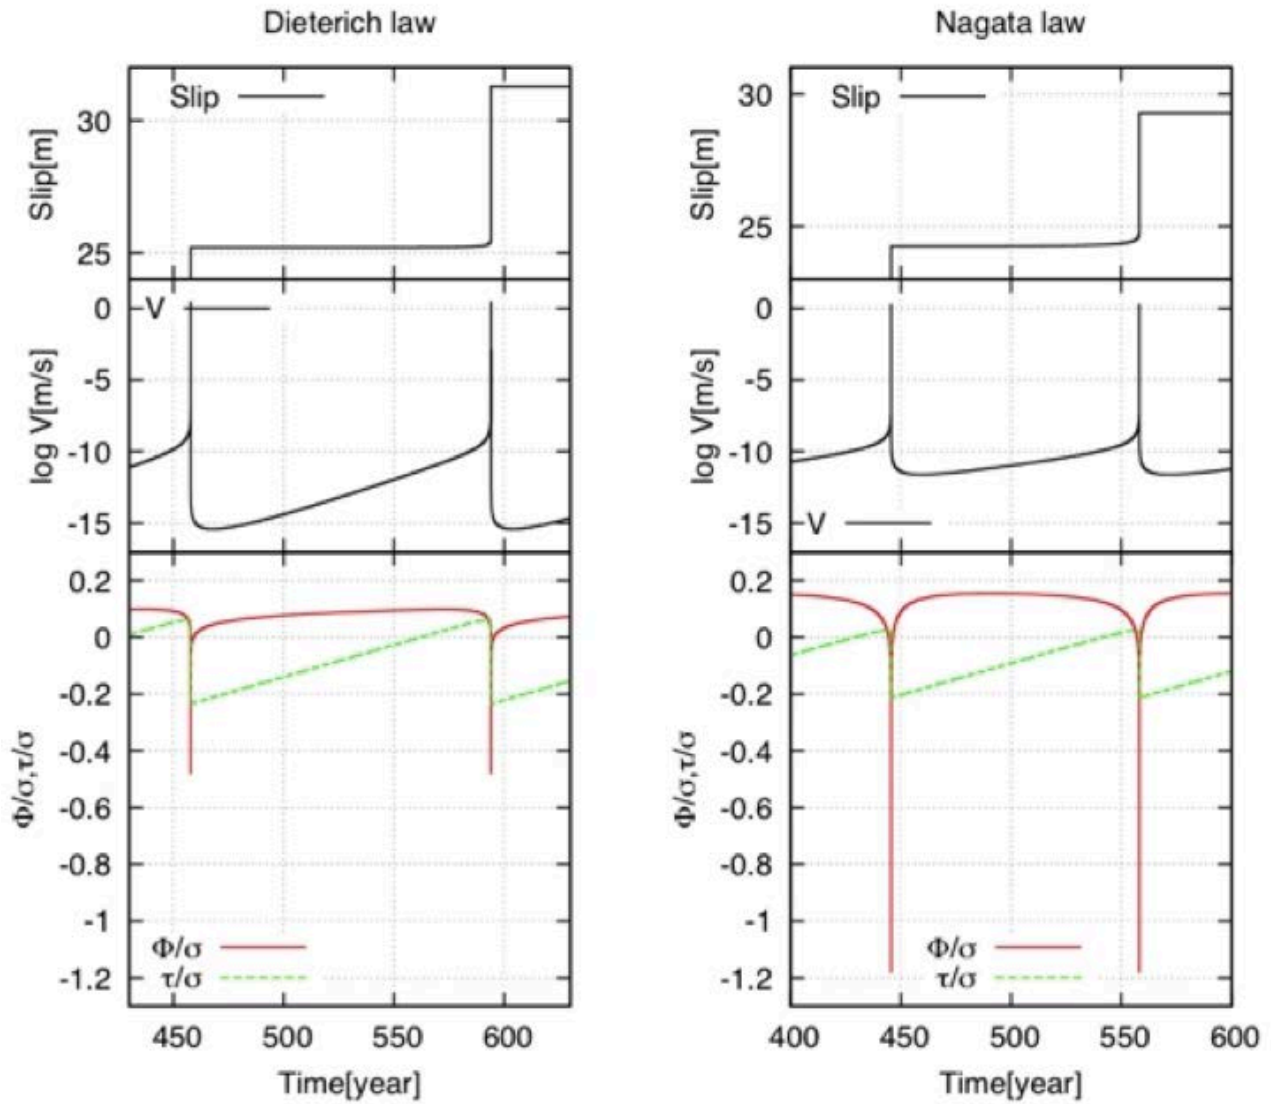 Dieterich law
Nagata law
Slip
30
25
Slip[m]
V
0
-5
-10
-15
log V[m/s]
0.2
0
-0.2
-0.4
-0.6
-0.8
-1
-1.2
Φ/σ,τ/σ
Φ/σ
τ/σ
450 500 550 600
Time[year]
Slip
30
25
Slip[m]
0
-5
-10
-15
V
log V[m/s]
0.2
0
-0.2
-0.4
-0.6
-0.8
-1
-1.2
Φ/σ,τ/σ
Φ/σ
τ/σ
400 450 500 550 600
Time[year]